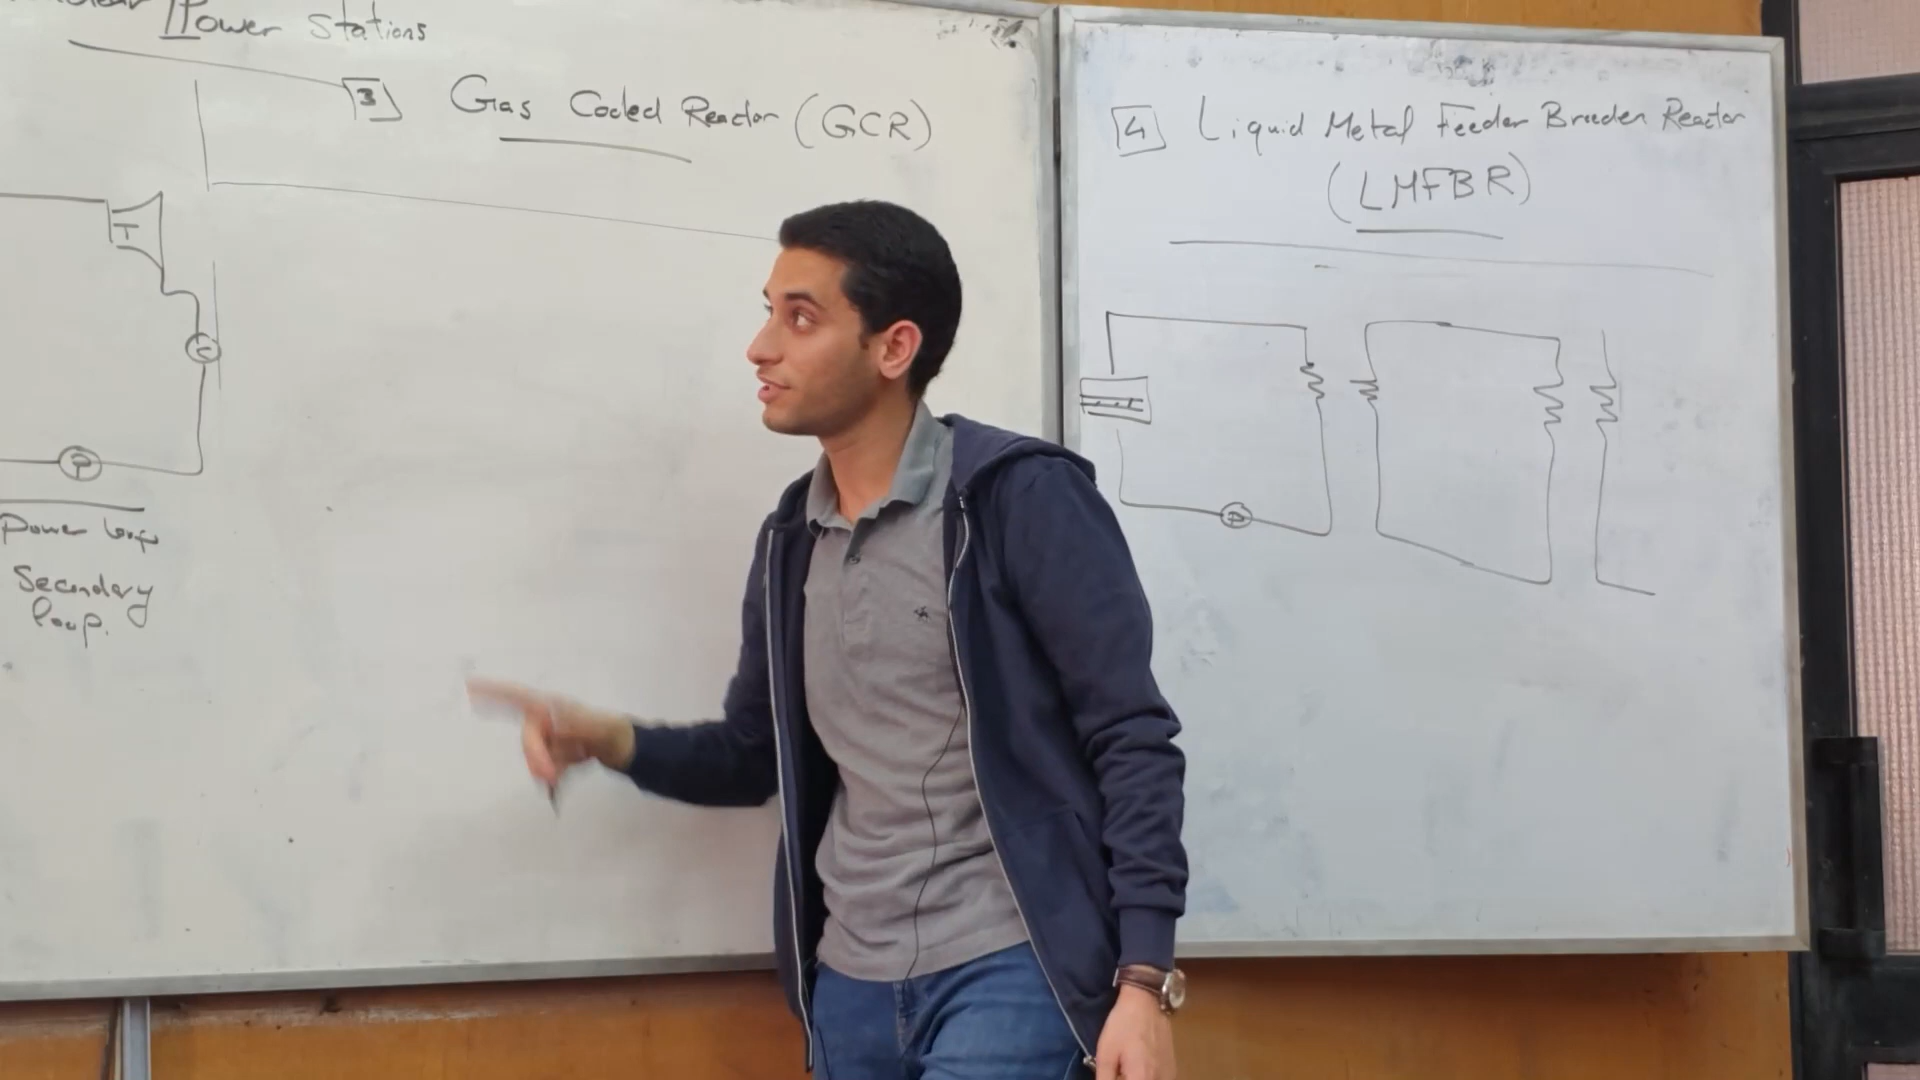 Power Stations
3 Gas Cooled Reactor (GCR)
T
C
P
Power loop
Secondary
loop.
4 Liquid Metal Feeder Breeder Reactor
(LMFBR)
P